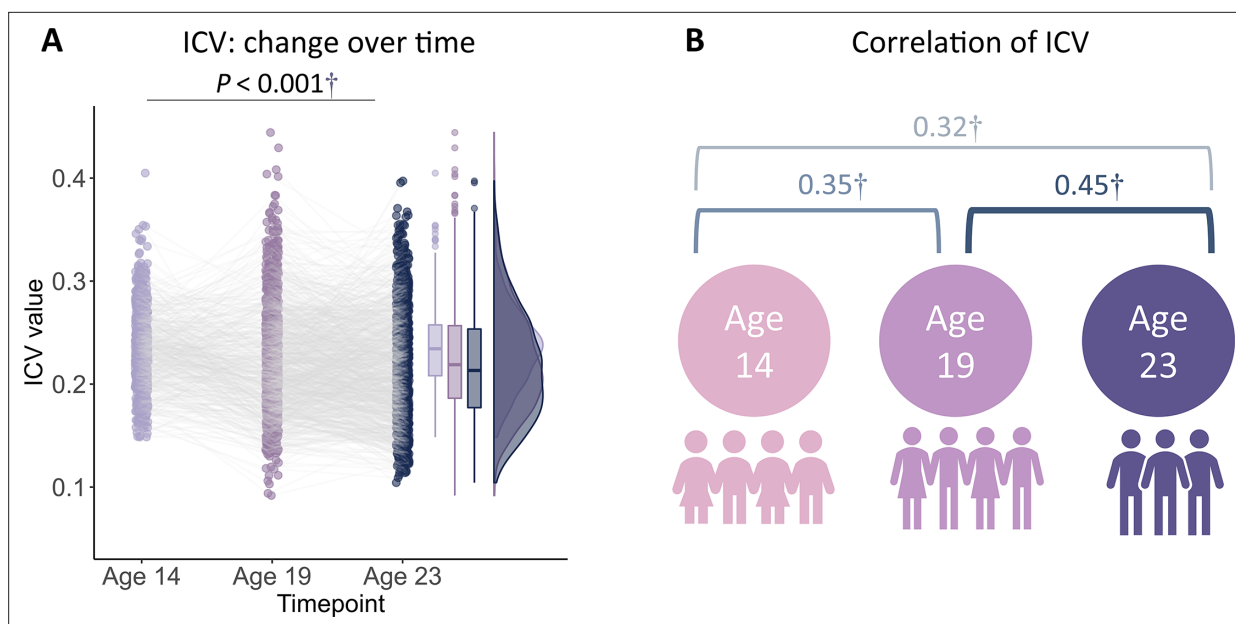 A
ICV: change over time
P < 0.001†
ICV value
0.4
0.3
0.2
0.1
Age 14
Age 19
Age 23
Timepoint
B
Correlation of ICV
0.32†
0.35†
0.45†
Age
14
Age
19
Age
23